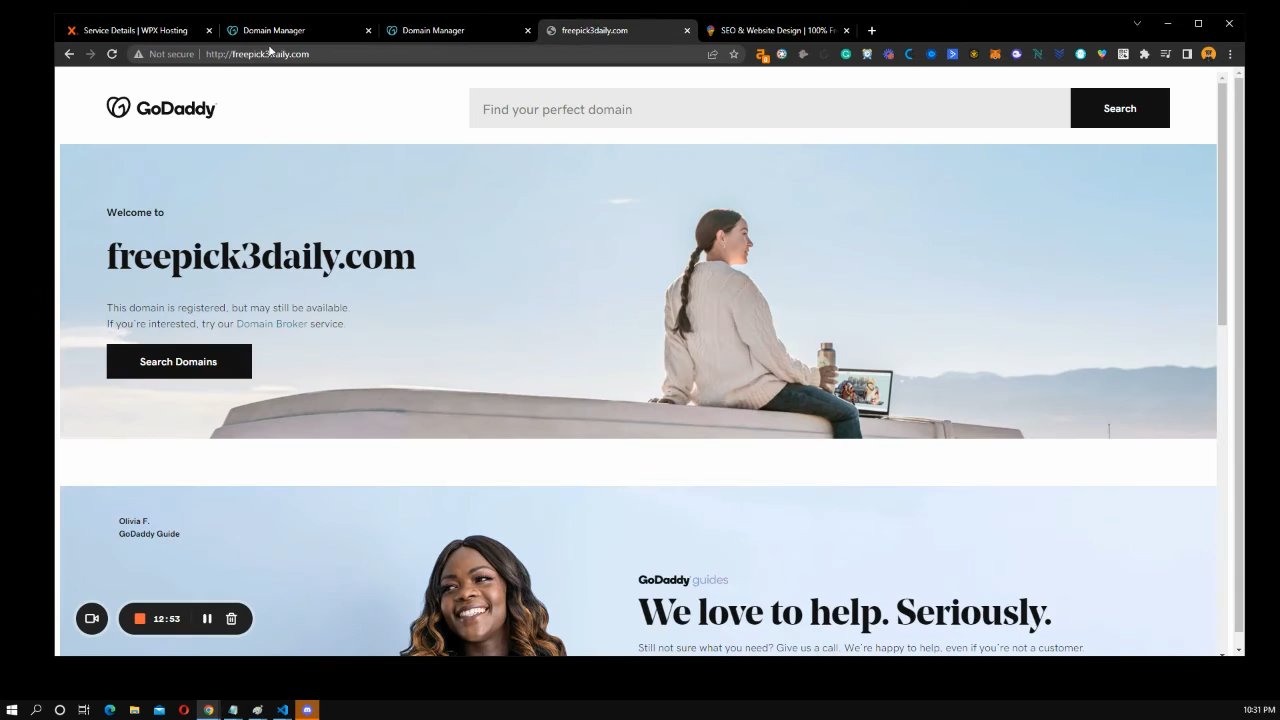 Service Details | WPX Hosting
Domain Manager
Domain Manager
freepick3daily.com
SEO & Website Design | 100% Fr
Not secure
http://freepick3daily.com
GoDaddy
Find your perfect domain
Search
Welcome to
freepick3daily.com
This domain is registered, but may still be available.
If you're interested, try our Domain Broker service.
Search Domains
Olivia F.
GoDaddy Guide
GoDaddy guides
We love to help. Seriously.
Still not sure what you need? Give us a call. We're happy to help, even if you're not a customer.
12:53
10:31 PM